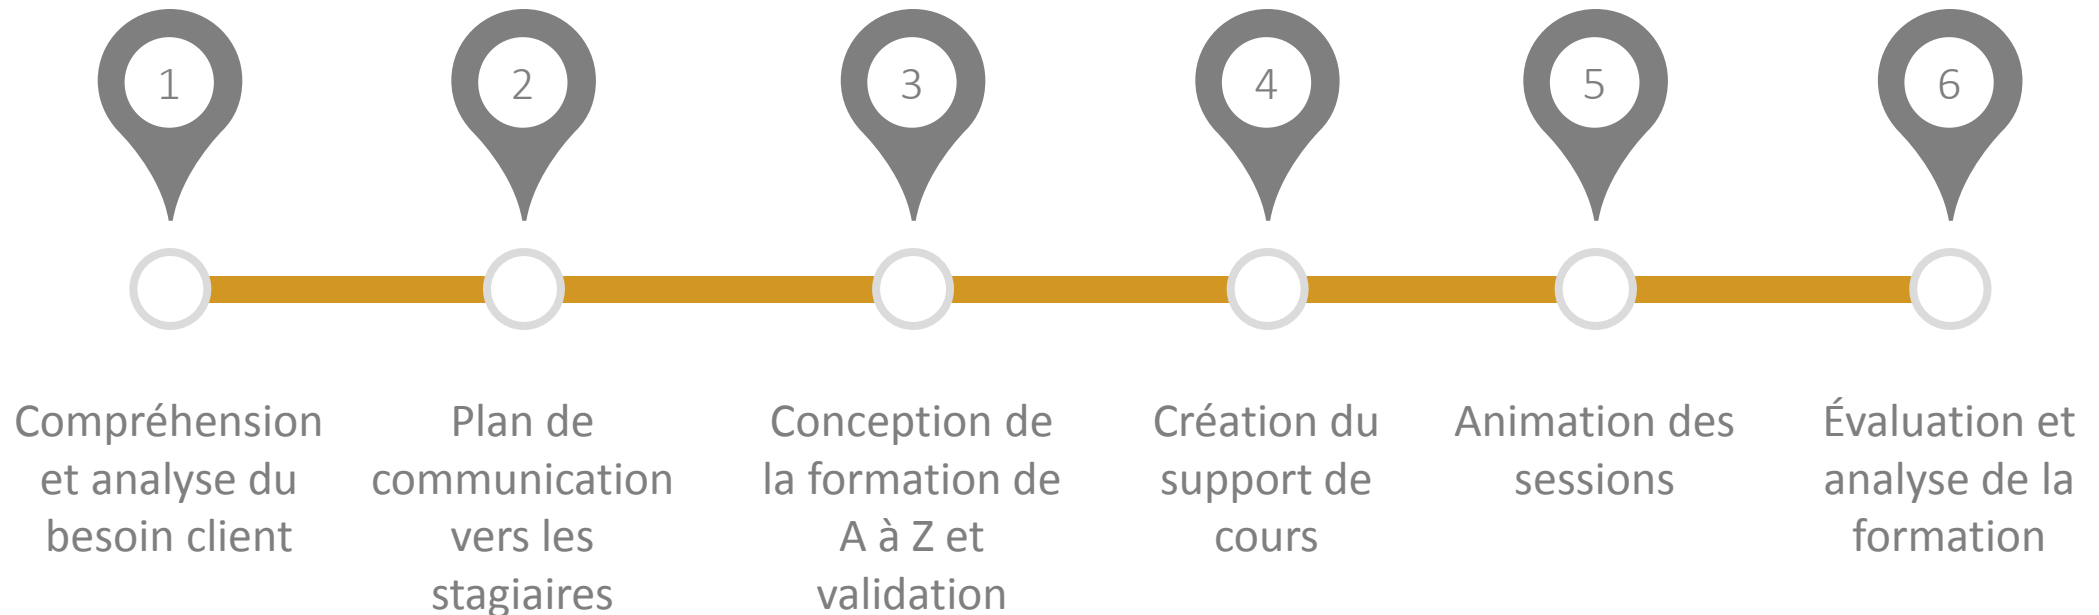 1
2
3
4
5
6
Compréhension
et analyse du
besoin client
Plan de
communication
vers les
stagiaires
Conception de
la formation de
A à Z et
validation
Création du
support de
cours
Animation des
sessions
Évaluation et
analyse de la
formation